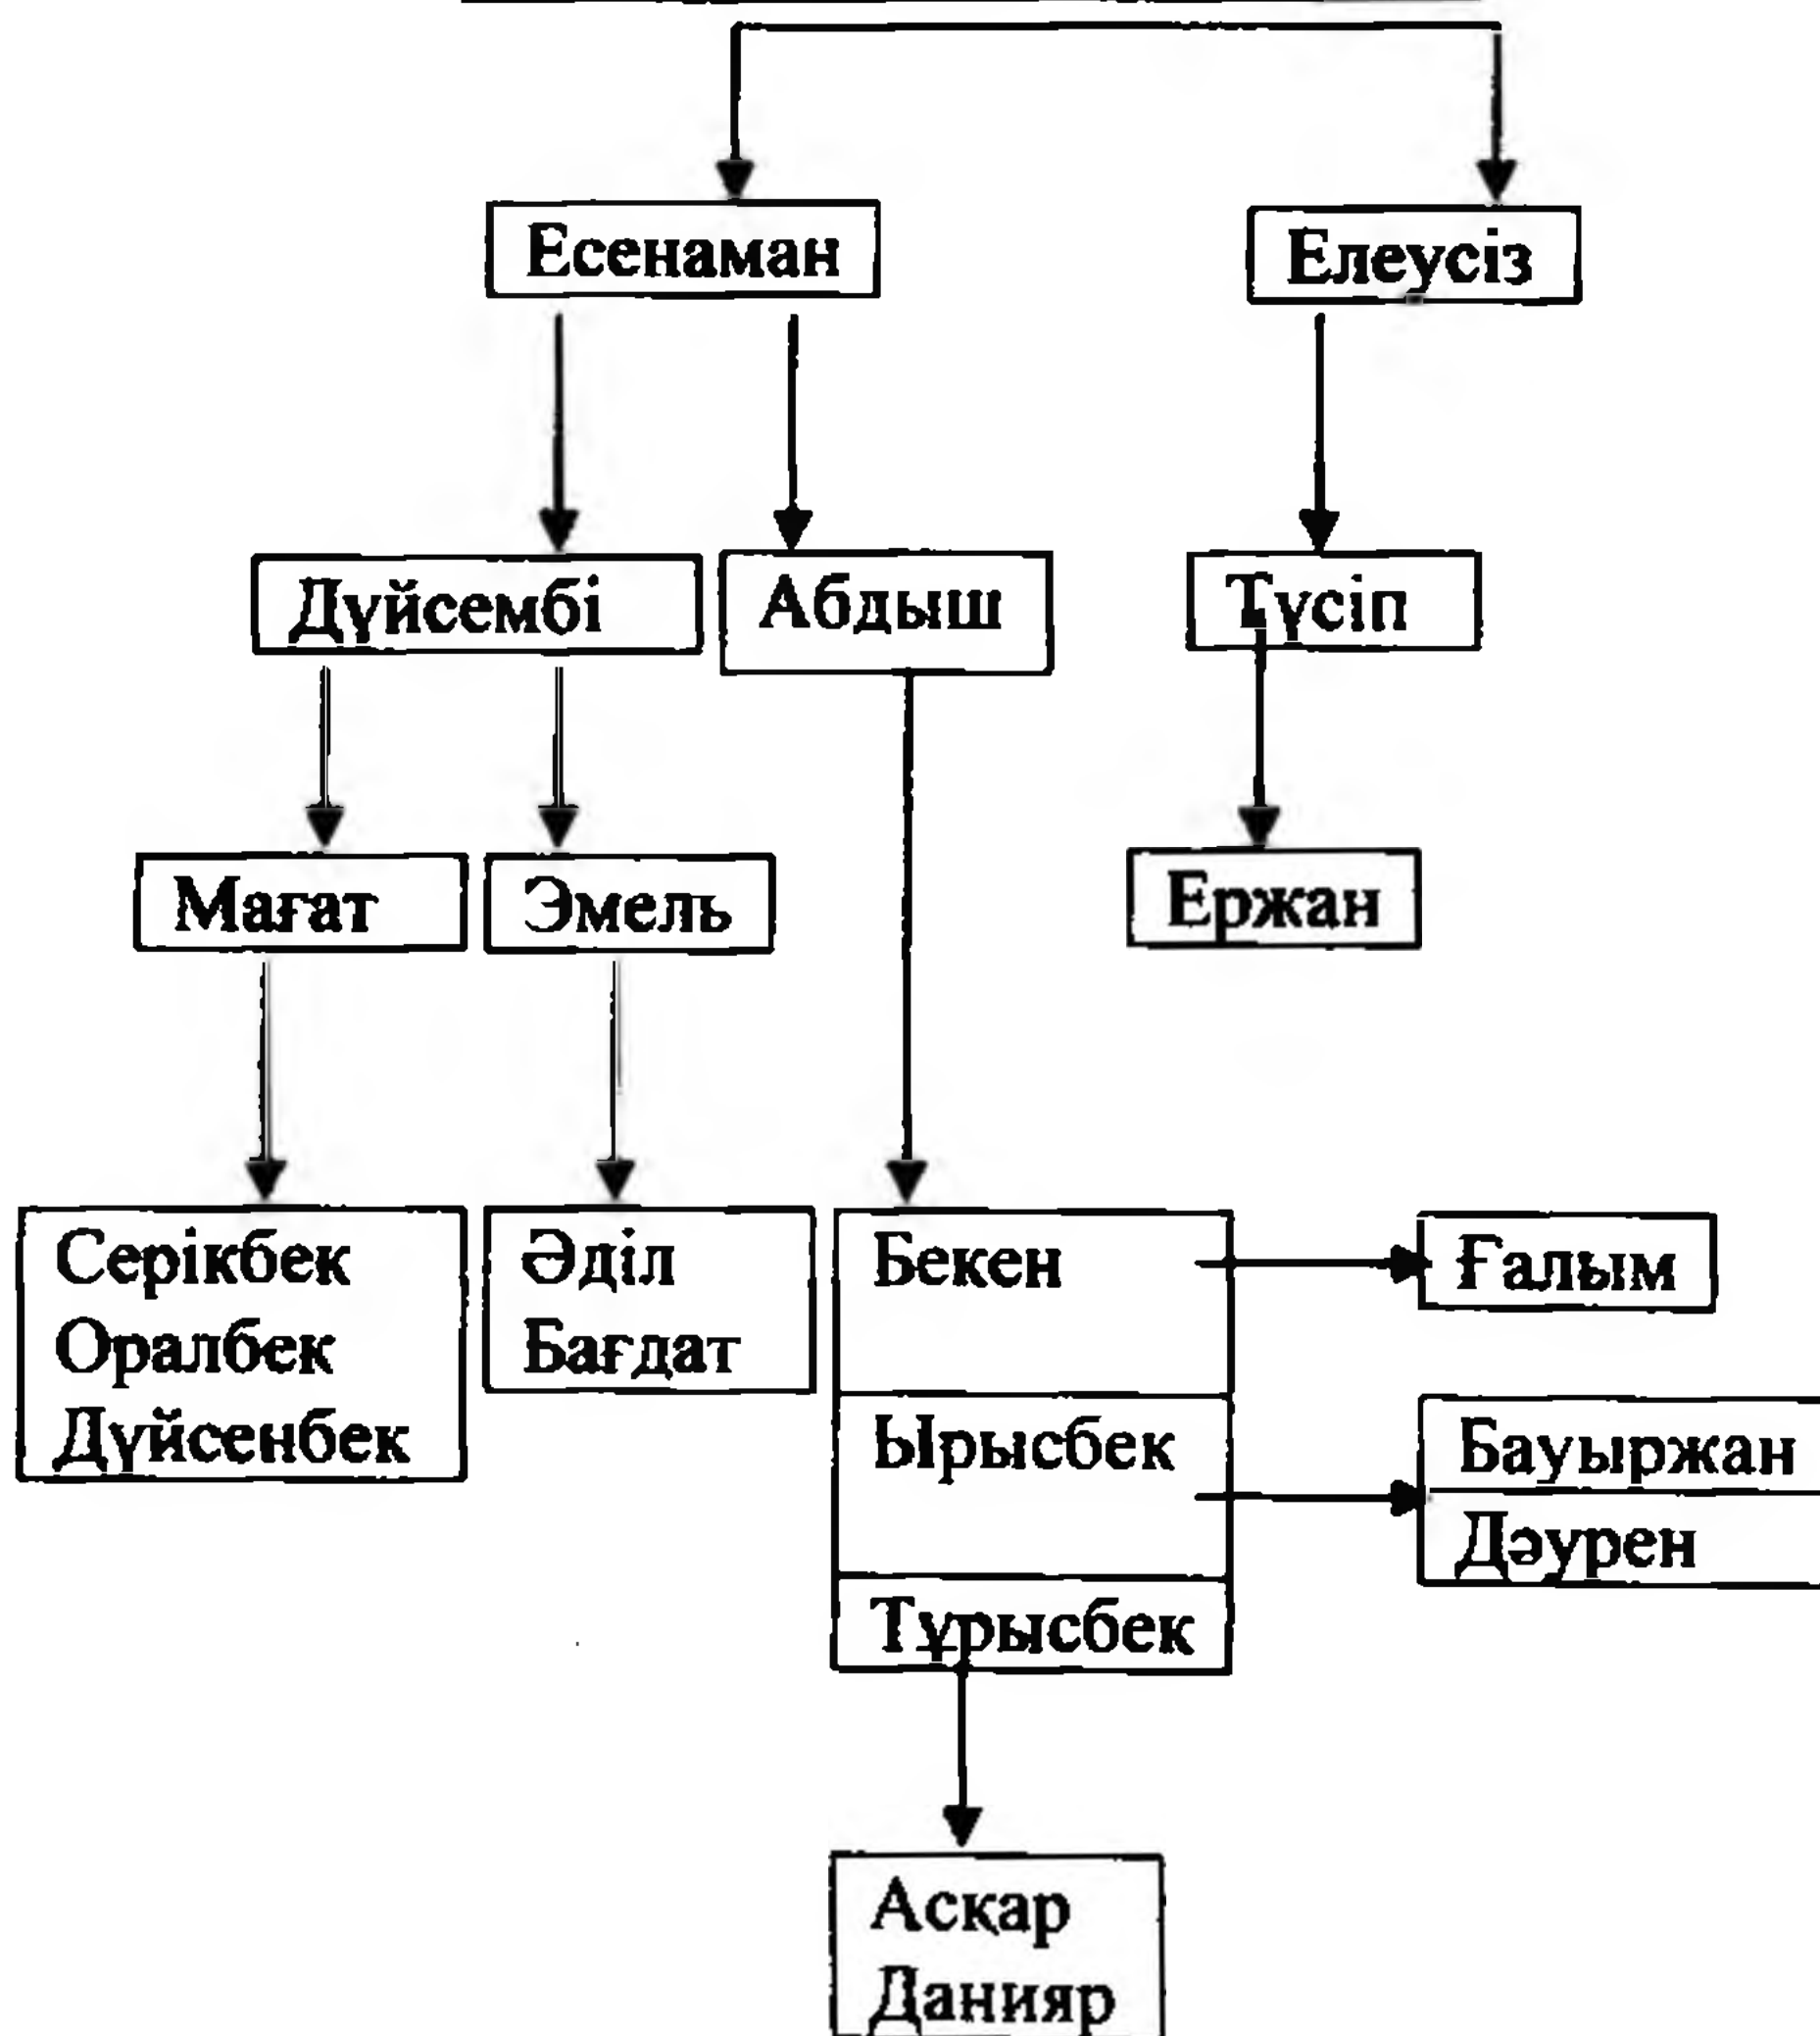 Есенаман
Елеусіз
Дүйсембі
Абдыш
Түсіп
Мағат
Эмель
Ержан
Серікбек
Оралбек
Дүйсенбек
Әділ
Бағдат
Бекен
Ғалым
Ырысбек
Бауыржан
Дәурен
Тұрысбек
Асқар
Данияр